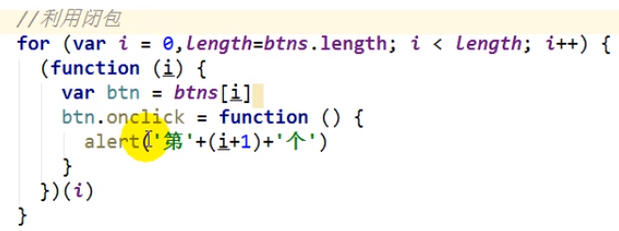 //利用闭包
for (var i = 0,length=btns.length; i < length; i++) {
(function (i) {
var btn = btns[i]
btn.onclick = function () {
alert('第'+(i+1)+'个')
}
})(i)
}